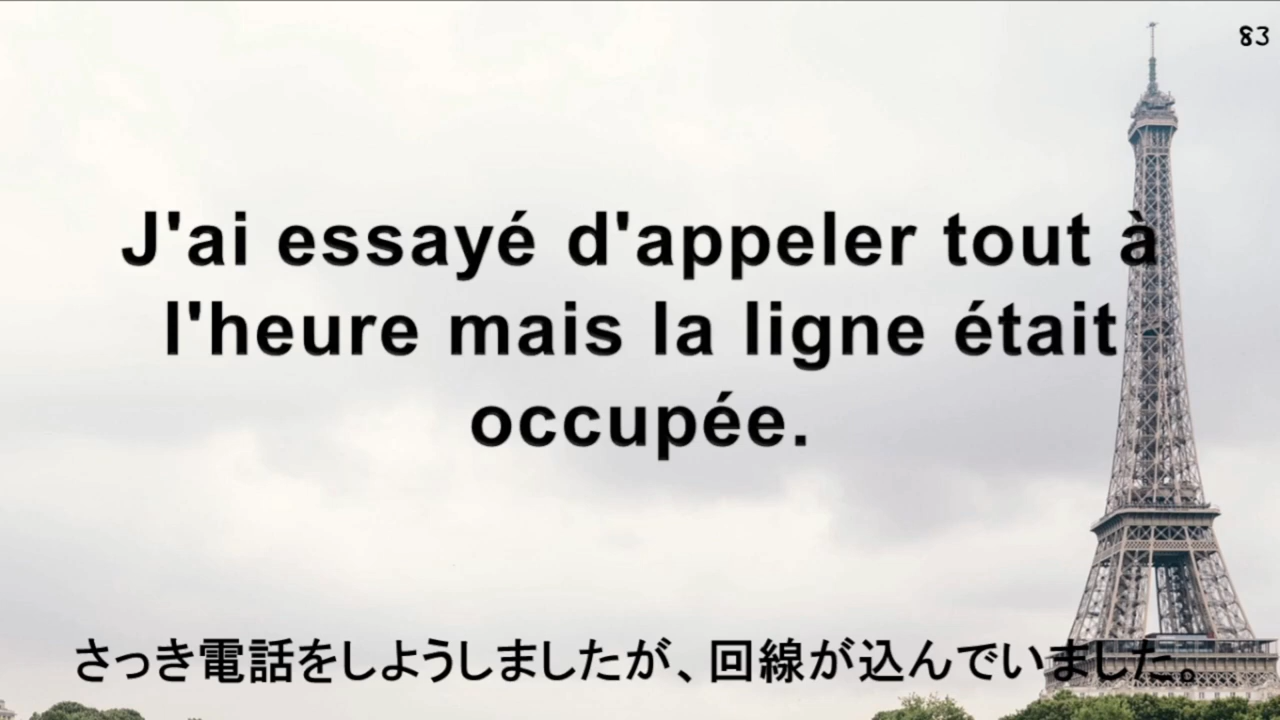 83
J'ai essayé d'appeler tout à
l'heure mais la ligne était
occupée.
さっき電話をしようしましたが、回線が込んでいました。